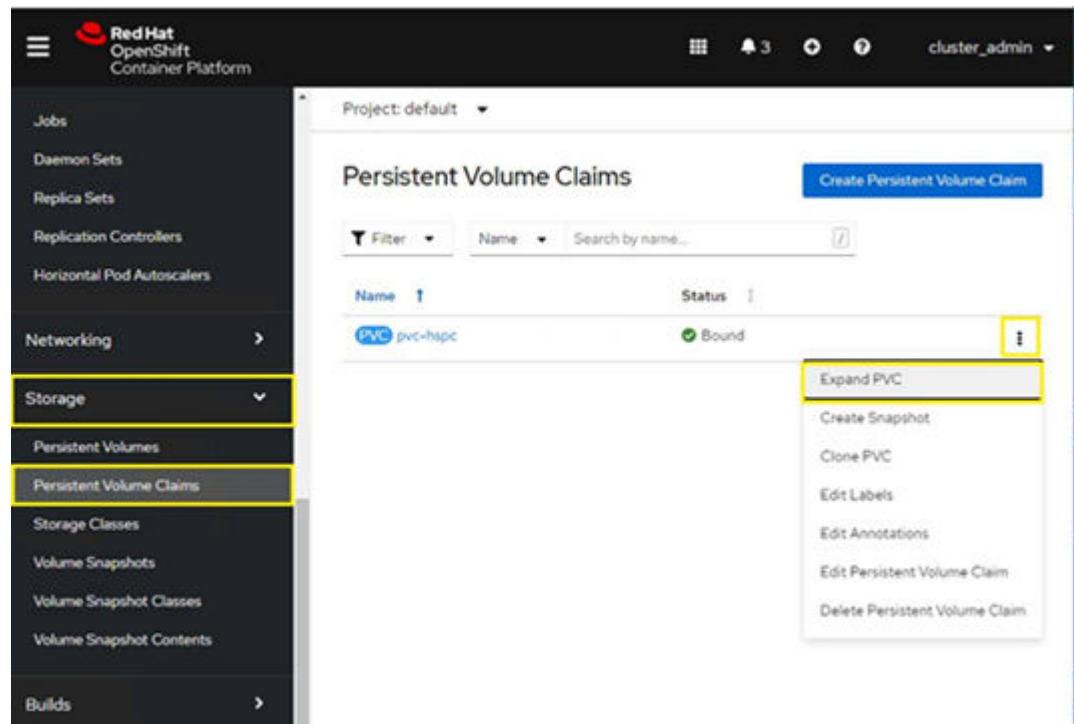 Red Hat
OpenShift
Container Platform
3
cluster_admin
Jobs
Daemon Sets
Replica Sets
Replication Controllers
Horizontal Pod Autoscalers
Networking
Storage
Persistent Volumes
Persistent Volume Claims
Storage Classes
Volume Snapshots
Volume Snapshot Classes
Volume Snapshot Contents
Builds
Project: default
Persistent Volume Claims
Create Persistent Volume Claim
Filter Name Search by name... /
Name Status
PVC pvc-hspc Bound
Expand PVC
Create Snapshot
Clone PVC
Edit Labels
Edit Annotations
Edit Persistent Volume Claim
Delete Persistent Volume Claim